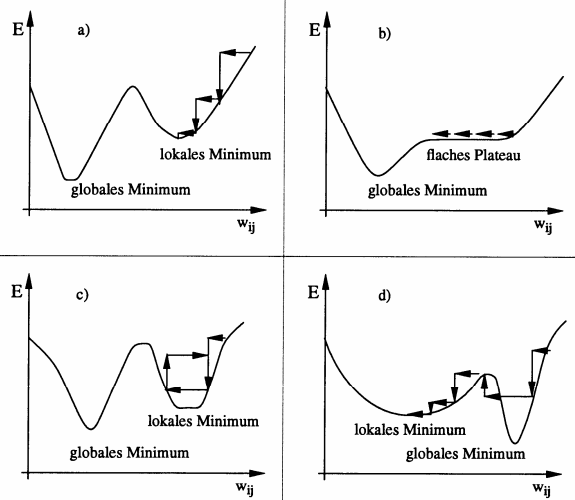 E
a)
lokales Minimum
globales Minimum
wij
E
b)
flaches Plateau
globales Minimum
wij
E
c)
lokales Minimum
globales Minimum
wij
E
d)
lokales Minimum
globales Minimum
wij